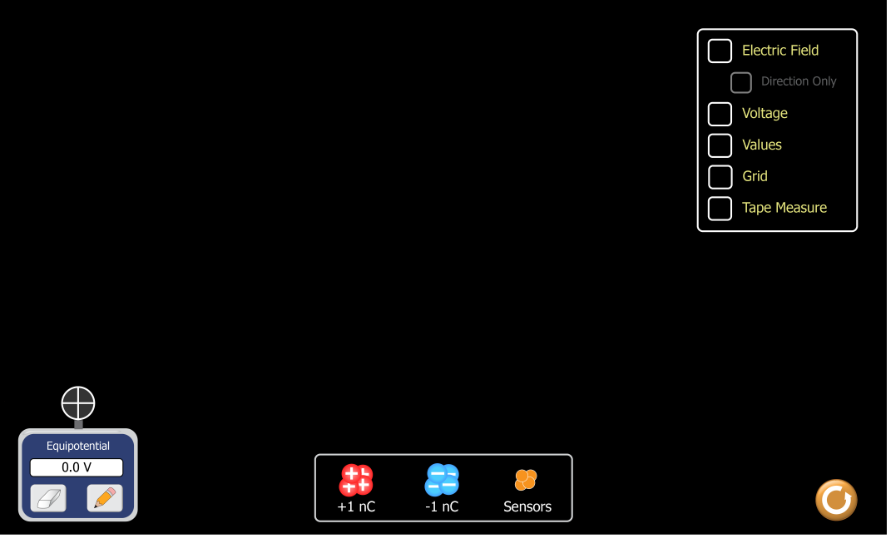 Electric Field
Direction Only
Voltage
Values
Grid
Tape Measure
Equipotential
0.0 V
+1 nC
-1 nC
Sensors